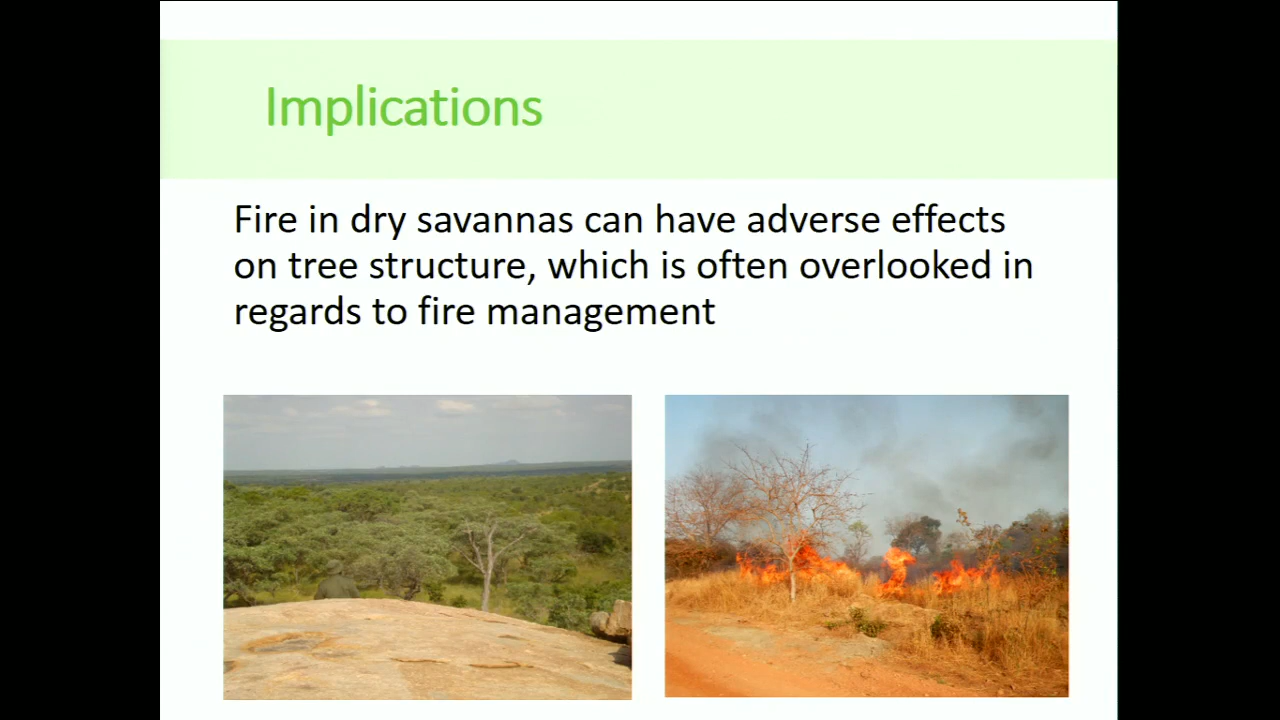 Implications
Fire in dry savannas can have adverse effects
on tree structure, which is often overlooked in
regards to fire management